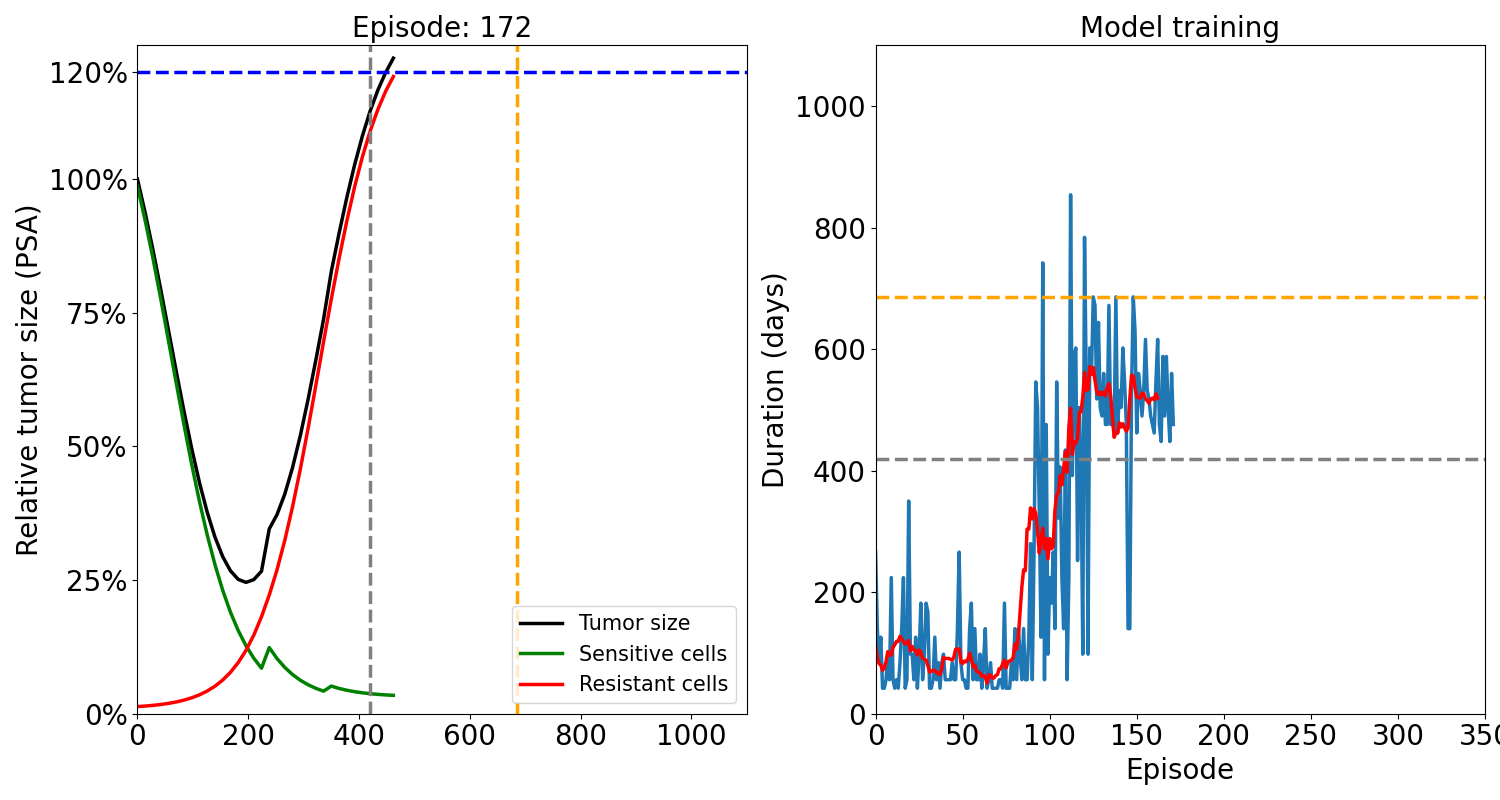 Episode: 172
Relative tumor size (PSA)
120%
100%
75%
50%
25%
0%
0 200 400 600 800 1000
Tumor size
Sensitive cells
Resistant cells
Model training
Duration (days)
1000
800
600
400
200
0
0 50 100 150 200 250 300 350
Episode